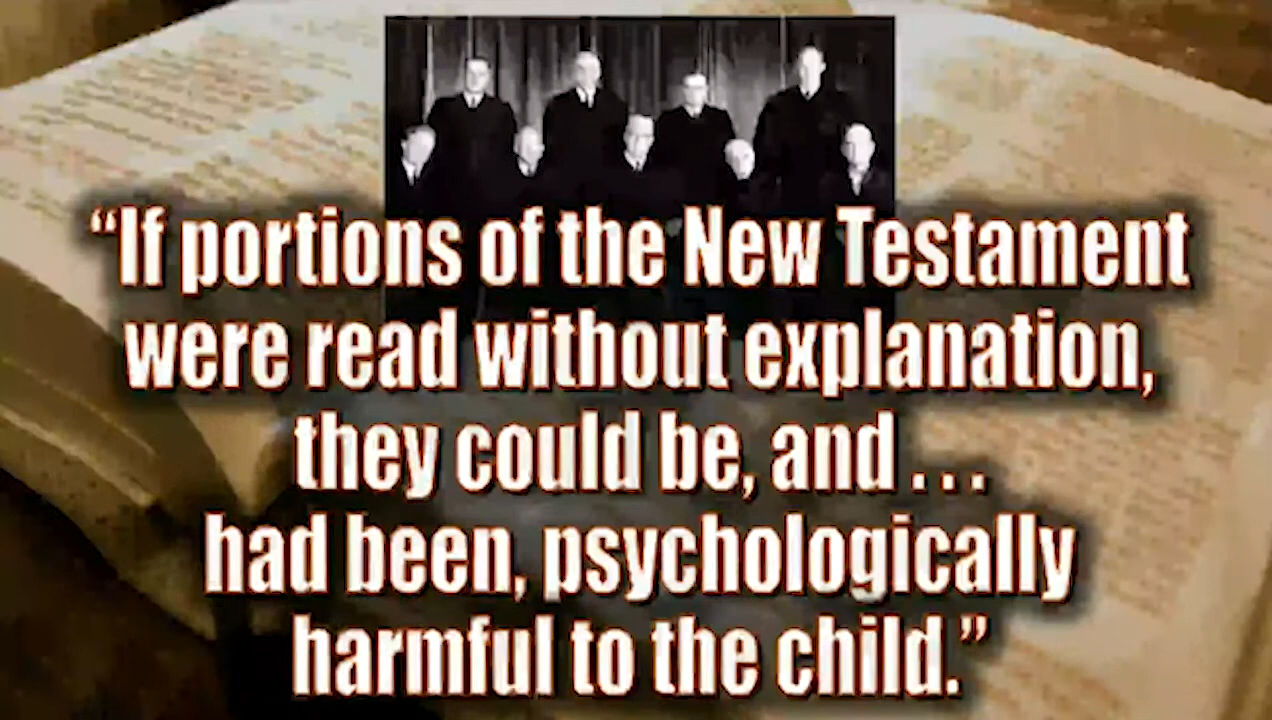 “If portions of the New Testament
were read without explanation,
they could be, and . . .
had been, psychologically
harmful to the child.”